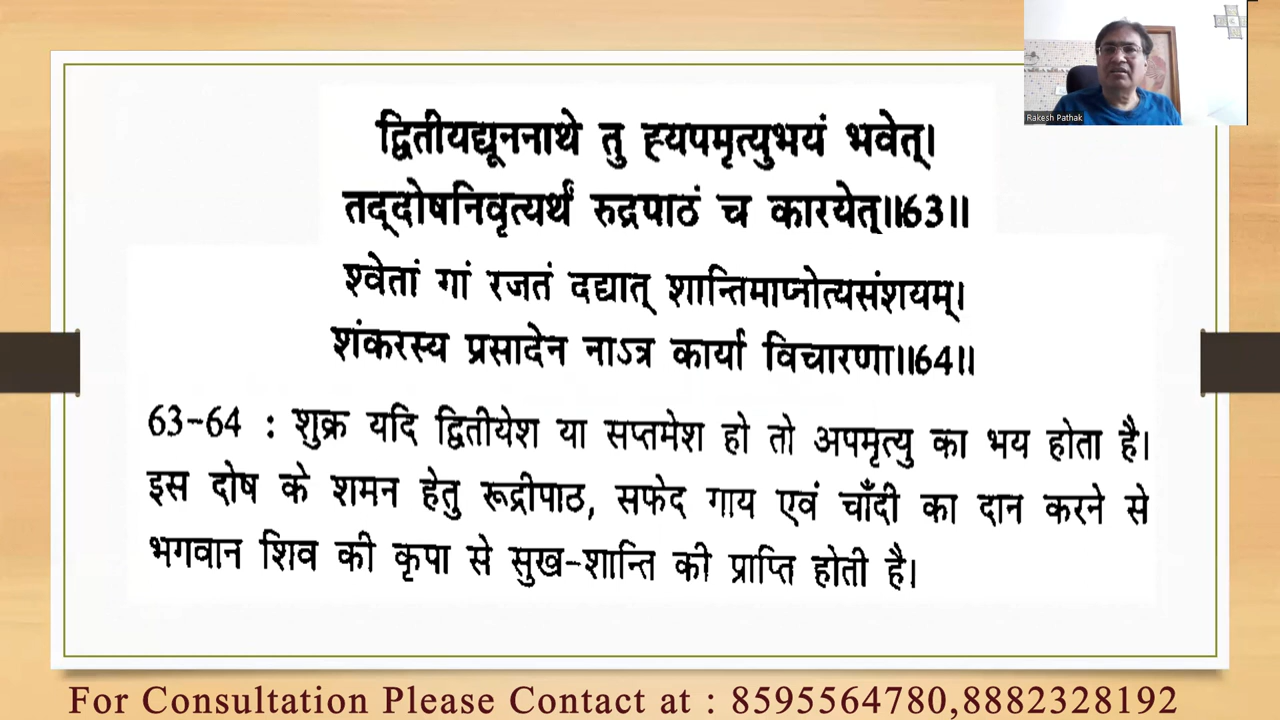 Rakesh Pathak
द्वितीयद्यूननाथे तु ह्यपमृत्युभयं भवेत्।
तद्दोषनिवृत्यर्थं रुद्रपाठं च कारयेत्॥63॥
श्वेतां गां रजतं दद्यात् शान्तिमाप्नोत्यसंशयम्।
शंकरस्य प्रसादेन नाऽत्र कार्या विचारणा॥64॥
63-64 : शुक्र यदि द्वितीयेश या सप्तमेश हो तो अपमृत्यु का भय होता है।
इस दोष के शमन हेतु रूद्रीपाठ, सफेद गाय एवं चाँदी का दान करने से
भगवान शिव की कृपा से सुख-शान्ति की प्राप्ति होती है।
For Consultation Please Contact at : 8595564780,8882328192